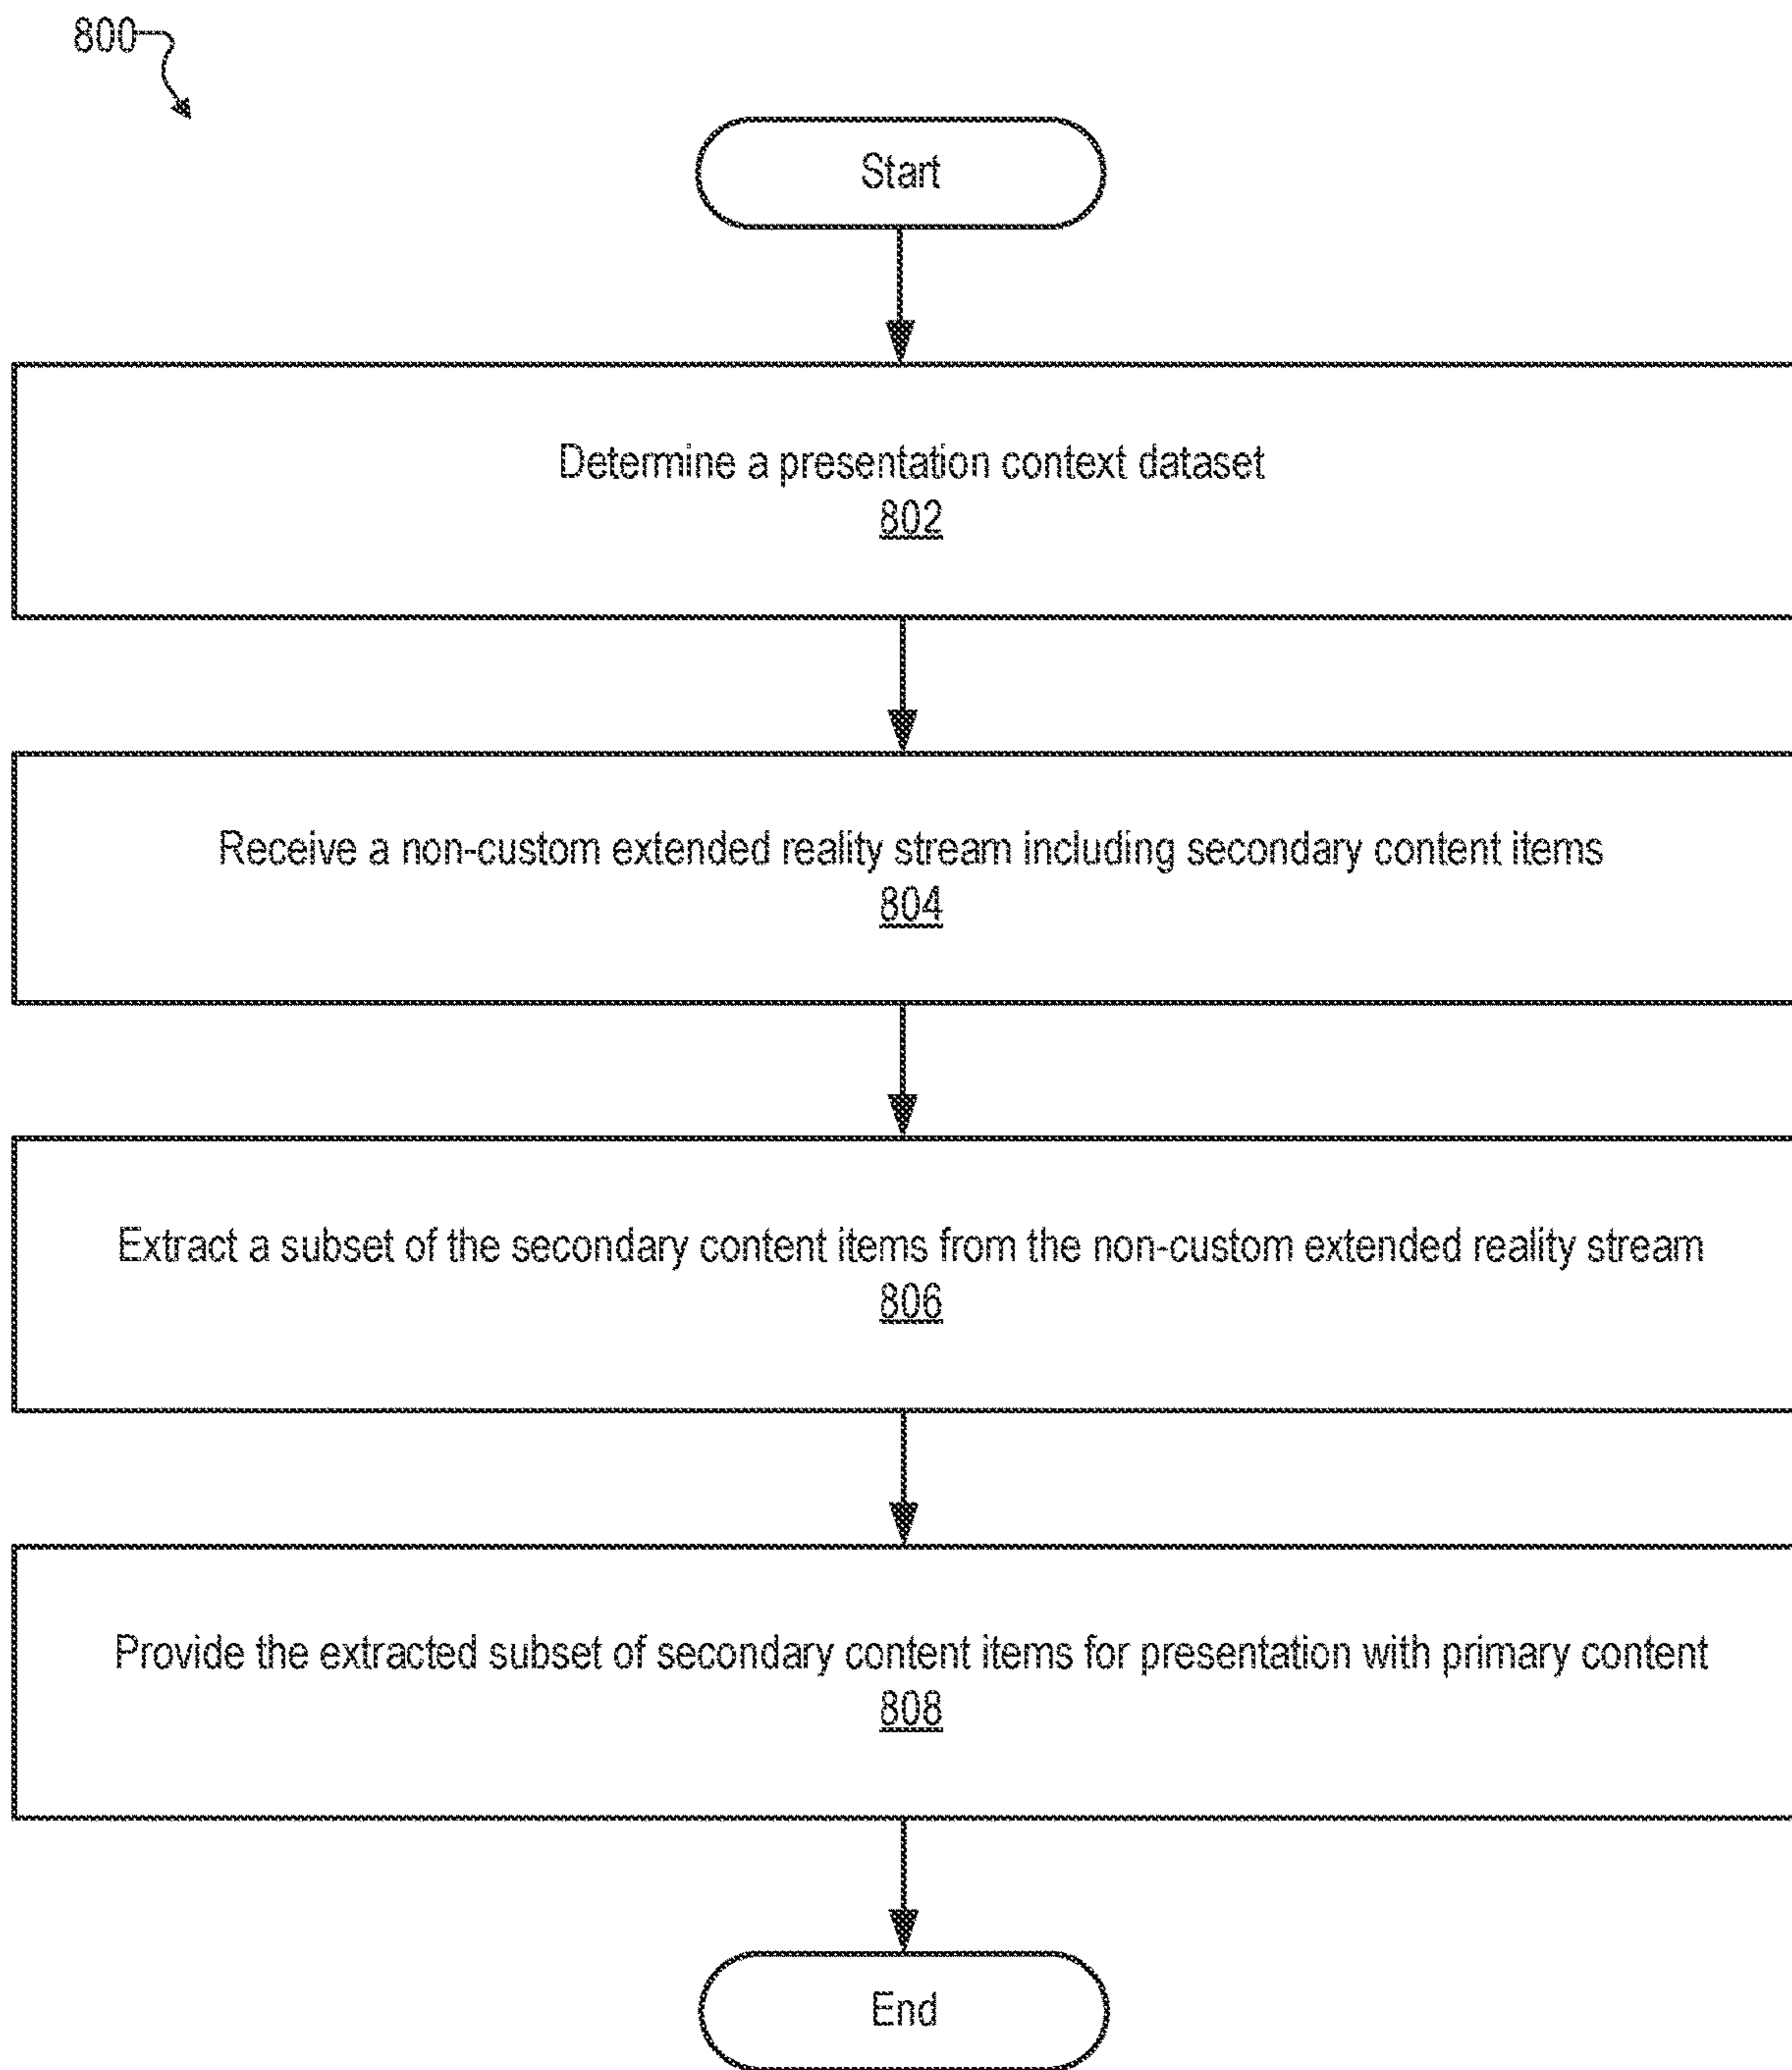 800
Start
Determine a presentation context dataset
802
Receive a non-custom extended reality stream including secondary content items
804
Extract a subset of the secondary content items from the non-custom extended reality stream
806
Provide the extracted subset of secondary content items for presentation with primary content
808
End